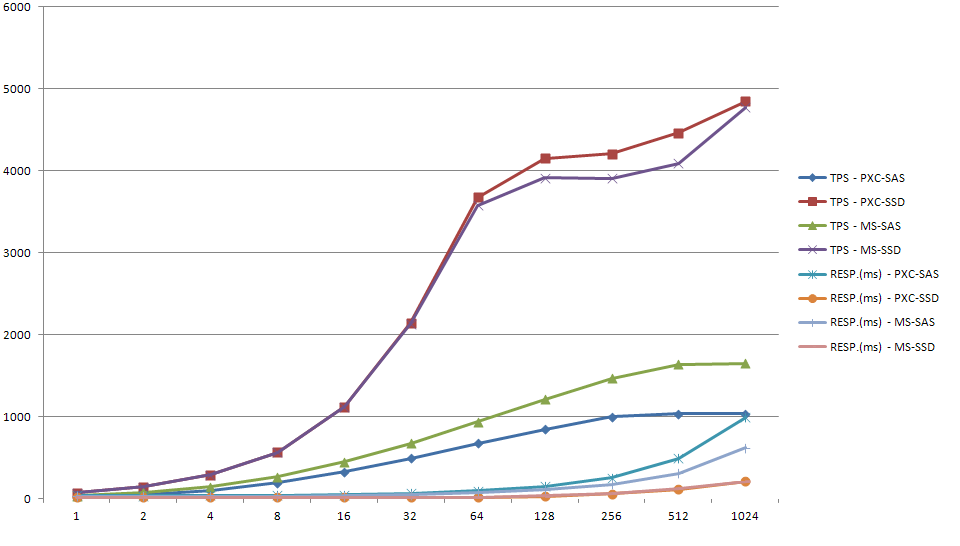 6000
5000
4000
3000
2000
1000
0
1 2 4 8 16 32 64 128 256 512 1024
TPS - PXC-SAS
TPS - PXC-SSD
TPS - MS-SAS
TPS - MS-SSD
RESP.(ms) - PXC-SAS
RESP.(ms) - PXC-SSD
RESP.(ms) - MS-SAS
RESP.(ms) - MS-SSD